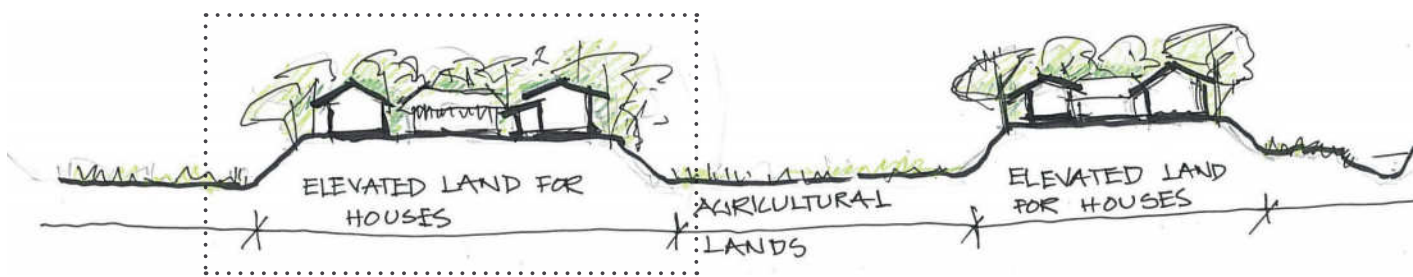 ELEVATED LAND FOR
HOUSES
AGRICULTURAL
LANDS
ELEVATED LAND
FOR HOUSES